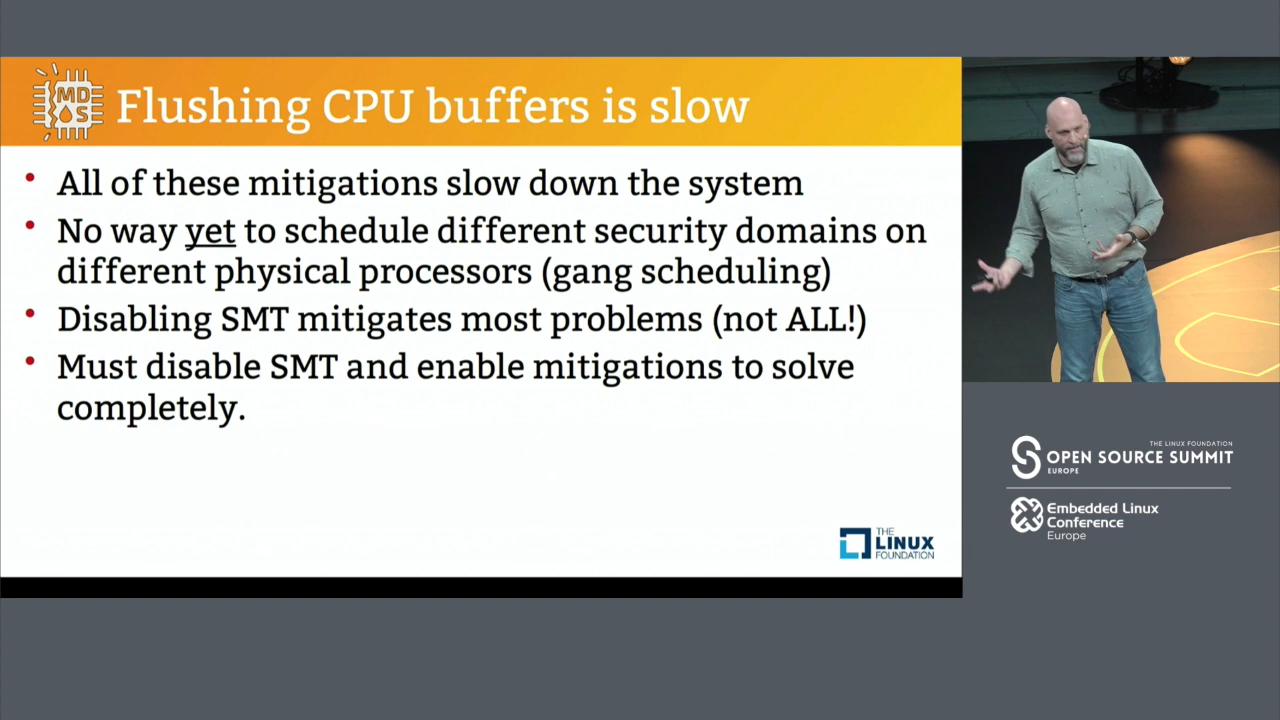 MD
S
Flushing CPU buffers is slow
• All of these mitigations slow down the system
• No way yet to schedule different security domains on
different physical processors (gang scheduling)
• Disabling SMT mitigates most problems (not ALL!)
• Must disable SMT and enable mitigations to solve
completely.
THE
LINUX
FOUNDATION
THE LINUX FOUNDATION
OPEN SOURCE SUMMIT
EUROPE
Embedded Linux
Conference
Europe